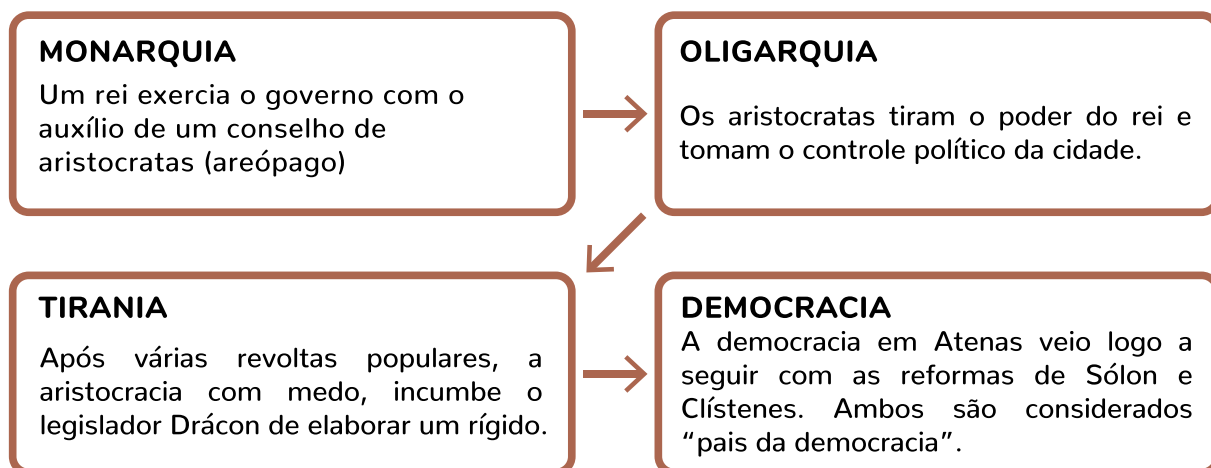 MONARQUIA
Um rei exercia o governo com o
auxílio de um conselho de
aristocratas (areópago)
OLIGARQUIA
Os aristocratas tiram o poder do rei e
tomam o controle político da cidade.
TIRANIA
Após várias revoltas populares, a
aristocracia com medo, incumbe o
legislador Drácon de elaborar um rígido.
DEMOCRACIA
A democracia em Atenas veio logo a
seguir com as reformas de Sólon e
Clístenes. Ambos são considerados
“pais da democracia”.